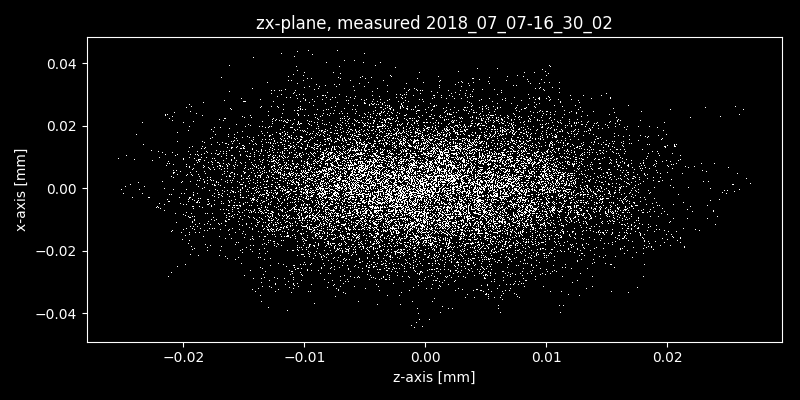 zx-plane, measured 2018_07_07-16_30_02
0.04
0.02
0.00
−0.02
−0.04
x-axis [mm]
−0.02 −0.01 0.00 0.01 0.02
z-axis [mm]